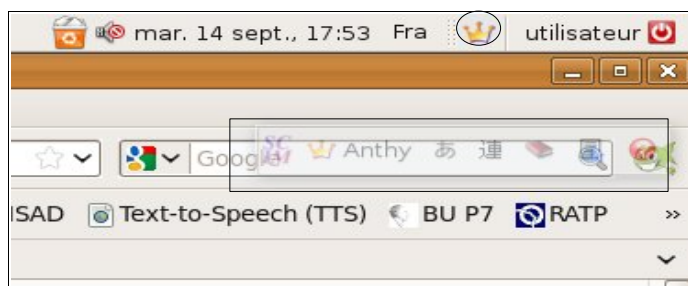 mar. 14 sept., 17:53 Fra utilisateur
Google SCIM Anthy あ 連
ISAD Text-to-Speech (TTS) BU P7 RATP »